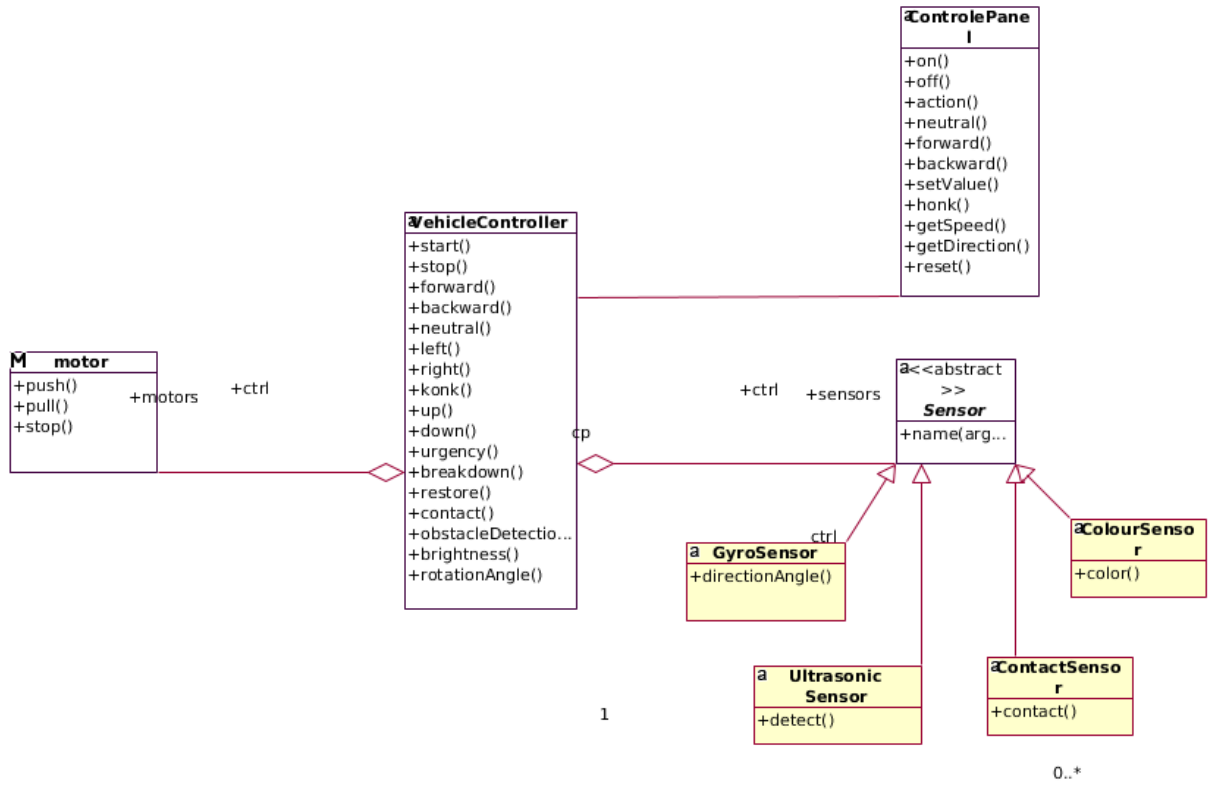 a
ControlePane
l
+on()
+off()
+action()
+neutral()
+forward()
+backward()
+setValue()
+honk()
+getSpeed()
+getDirection()
+reset()
a
VehicleController
+start()
+stop()
+forward()
+backward()
+neutral()
+left()
+right()
+konk()
+up()
+down()
+urgency()
+breakdown()
+restore()
+contact()
+obstacleDetectio...
+brightness()
+rotationAngle()
M motor
+push()
+pull()
+stop()
+motors
+ctrl
+ctrl
+sensors
cp
a
<<abstract
>>
Sensor
+name(arg...
ctrl
a GyroSensor
+directionAngle()
a
ColourSenso
r
+color()
a Ultrasonic
Sensor
+detect()
a
ContactSenso
r
+contact()
1
0..*